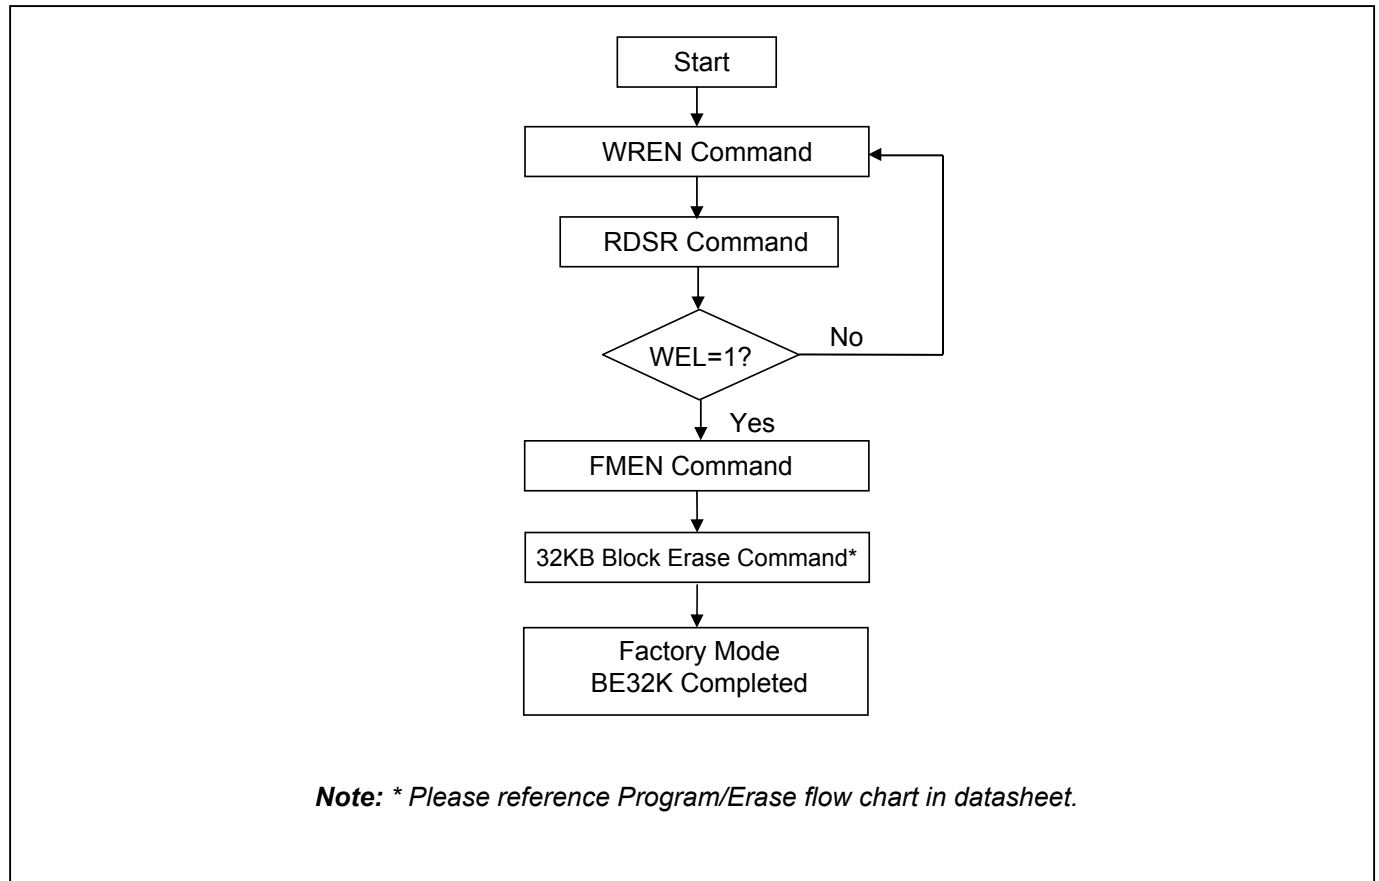 Start
WREN Command
RDSR Command
WEL=1?
No
Yes
FMEN Command
32KB Block Erase Command*
Factory Mode
BE32K Completed
Note: * Please reference Program/Erase flow chart in datasheet.